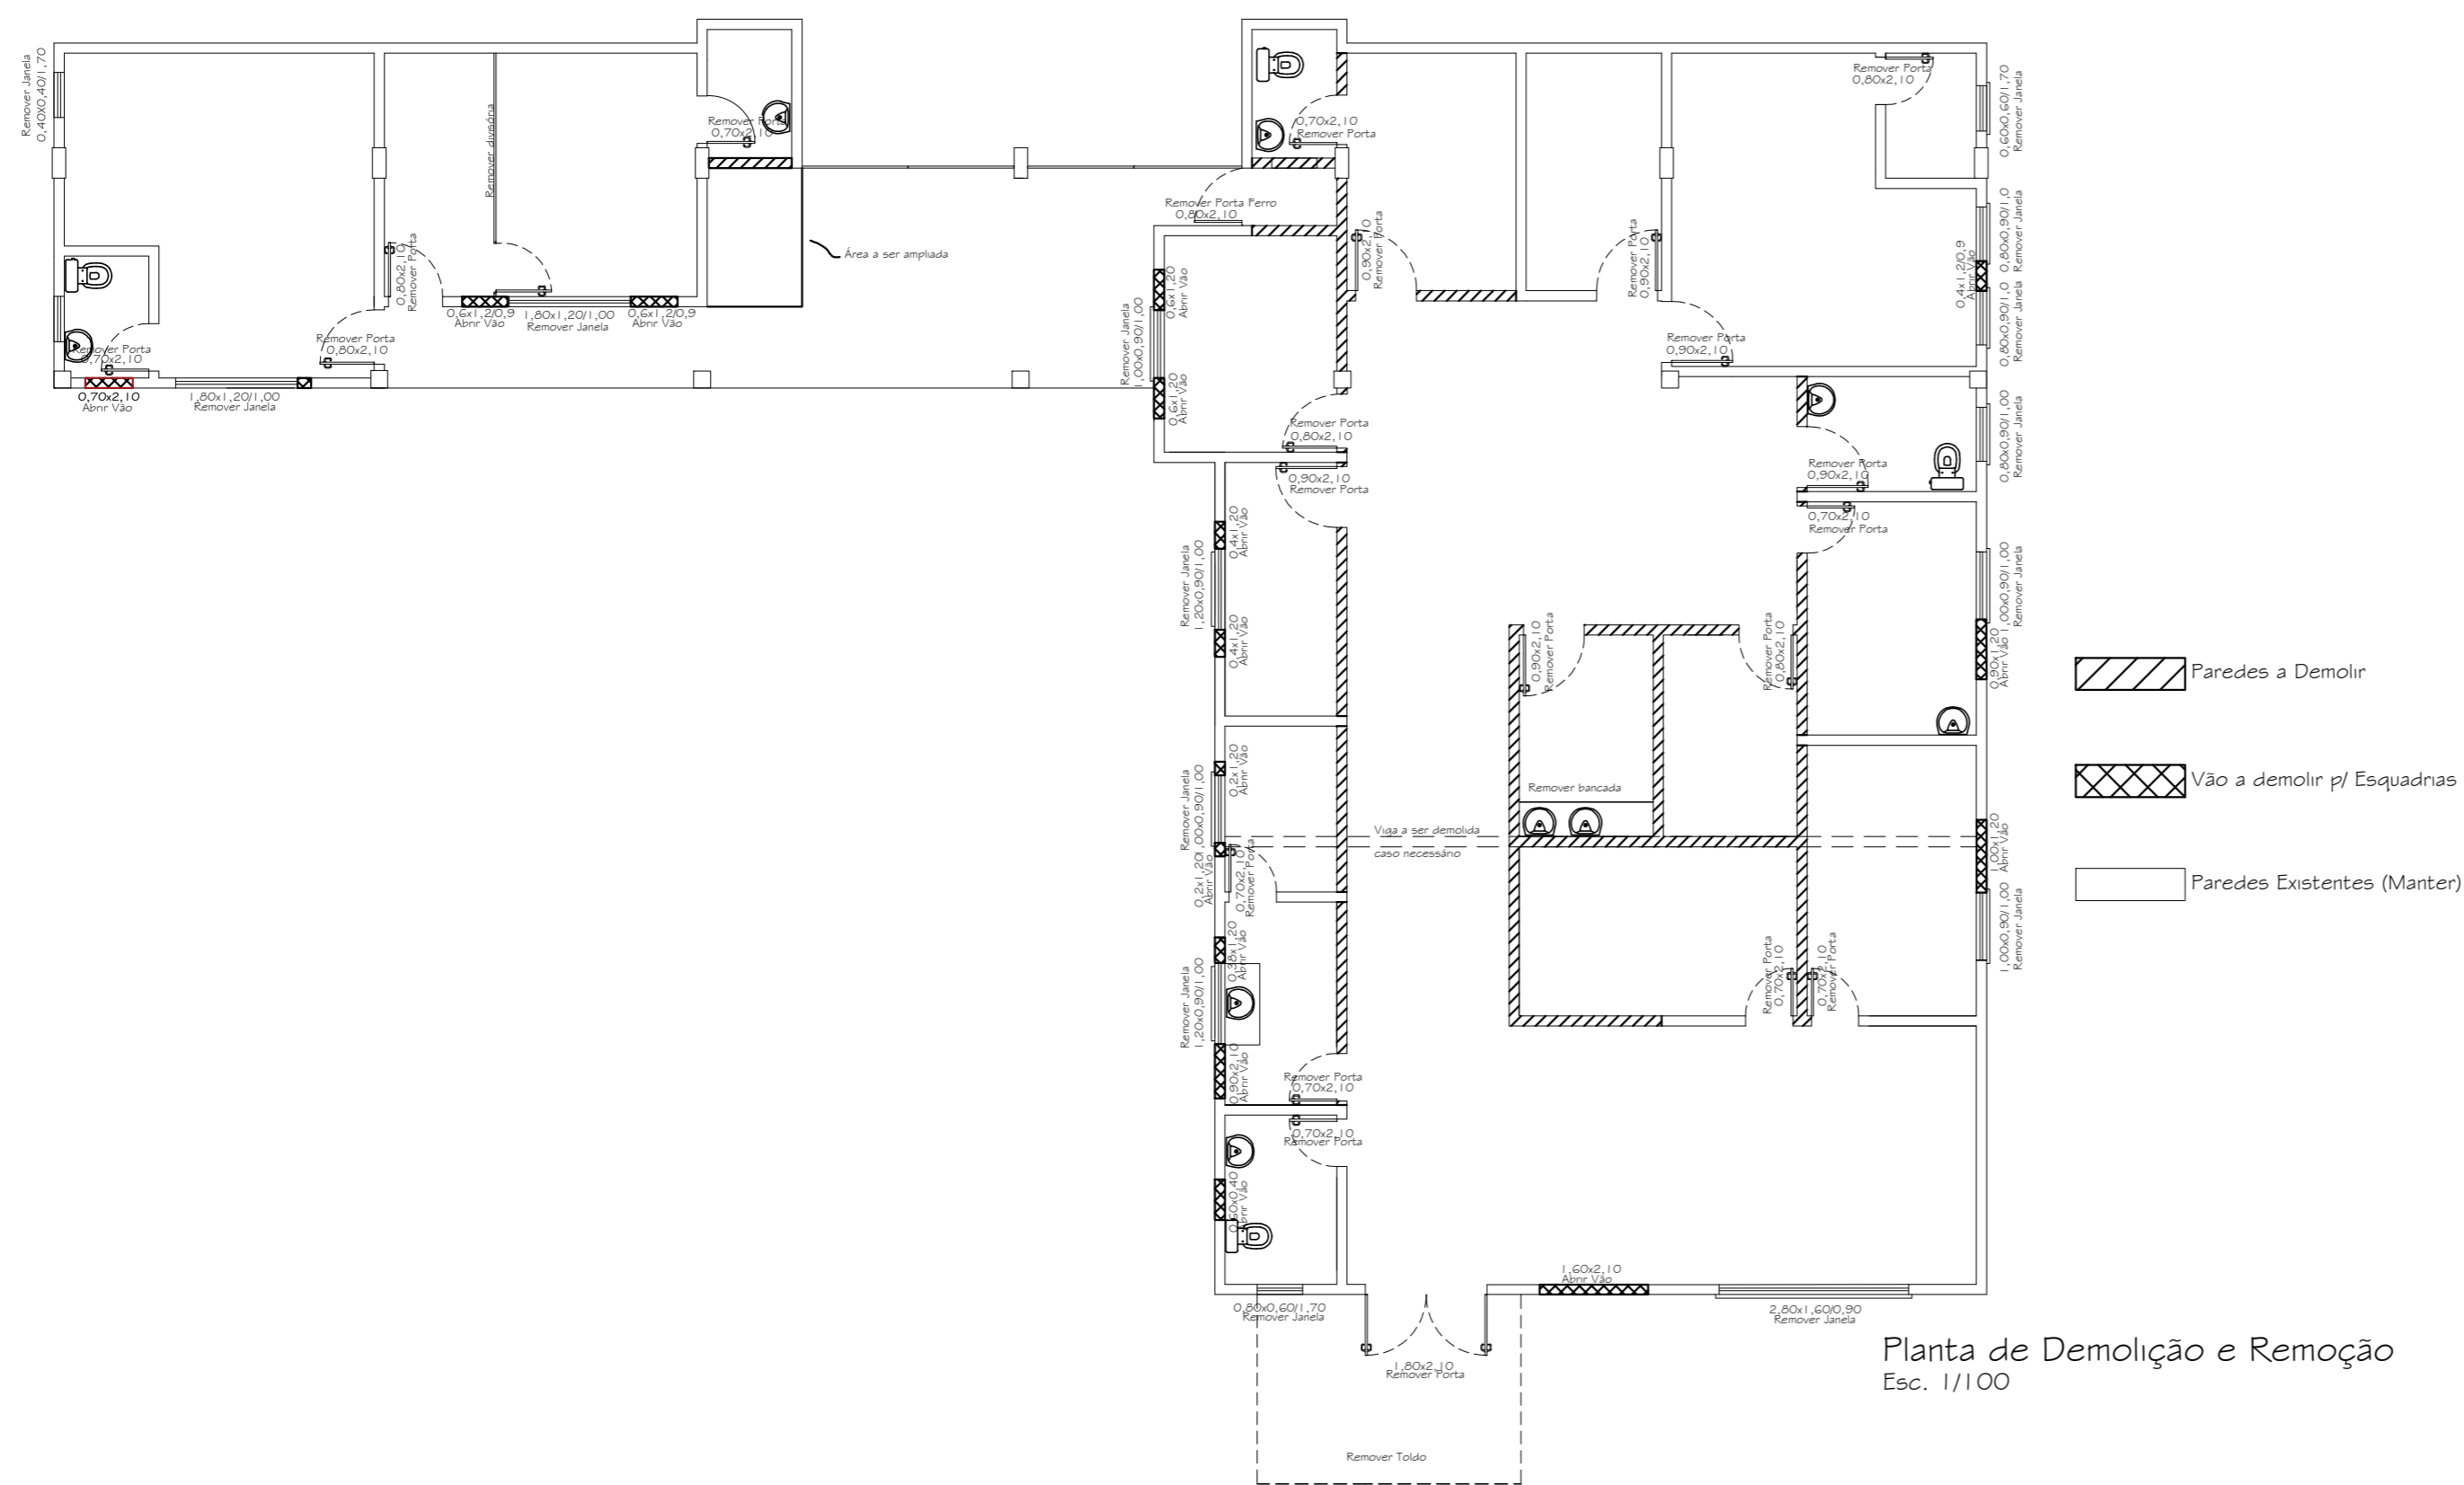 Remover Janela
0,40x0,40/1,70
Remover divisória
Remover Porta
0,70x2,10
Remover Porta
0,80x2,10
Remover Porta
0,80x2,10
Remover Porta
0,70x2,10
0,70x2,10
Abrir Vão
1,80x1,20/1,00
Remover Janela
0,6x1,2/0,9
Abrir Vão
1,80x1,20/1,00
Remover Janela
0,6x1,2/0,9
Abrir Vão
Área a ser ampliada
0,70x2,10
Remover Porta
Remover Porta Ferro
0,80x2,10
0,6x1,20
Abrir Vão
Remover Janela
1,00x0,90/1,00
0,6x1,20
Abrir Vão
0,90x2,10
Remover Porta
Remover Porta
0,90x2,10
Remover Porta
0,80x2,10
0,60x0,60/1,70
Remover Janela
0,80x0,90/1,0
Remover Janela
0,4x1,2/0,9
Abrir Vão
0,80x0,90/1,0
Remover Janela
Remover Porta
0,90x2,10
Remover Porta
0,80x2,10
0,90x2,10
Remover Porta
0,80x0,90/1,00
Remover Janela
Remover Porta
0,90x2,10
0,70x2,10
Remover Porta
0,4x1,20
Abrir Vão
Remover Janela
1,20x0,90/1,00
0,4x1,20
Abrir Vão
1,00x0,90/1,00
Remover Janela
0,90x1,20
Abrir Vão
0,90x2,10
Remover Porta
Remover Porta
0,80x2,10
Paredes a Demolir
Vão a demolir p/ Esquadrias
Paredes Existentes (Manter)
0,2x1,20
Abrir Vão
Remover Janela
1,00x0,90/1,00
0,2x1,20
Abrir Vão
0,70x2,10
Remover Porta
Remover bancada
Viga a ser demolida
caso necessário
1,00x1,20
Abrir Vão
1,00x0,90/1,00
Remover Janela
0,38x1,20
Abrir Vão
Remover Janela
1,20x0,90/1,00
0,90x2,10
Abrir Vão
Remover Porta
0,70x2,10
0,70x2,10
Remover Porta
Remover Porta
0,70x2,10
0,70x2,10
Remover Porta
0,60x0,40
Abrir Vão
0,80x0,60/1,70
Remover Janela
1,60x2,10
Abrir Vão
2,80x1,60/0,90
Remover Janela
1,80x2,10
Remover Porta
Remover Toldo
Planta de Demolição e Remoção
Esc. 1/100